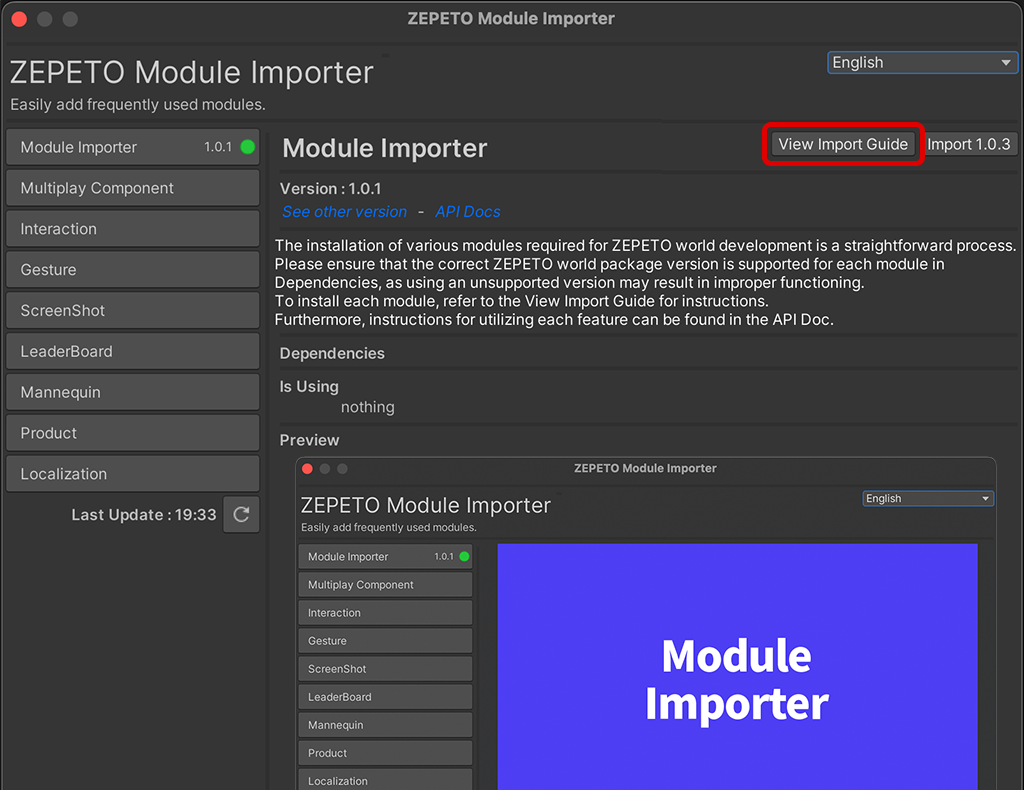 ZEPETO Module Importer
ZEPETO Module Importer
English
Easily add frequently used modules.
Module Importer 1.0.1
Multiplay Component
Interaction
Gesture
ScreenShot
LeaderBoard
Mannequin
Product
Localization
Last Update : 19:33
Module Importer
View Import Guide
Import 1.0.3
Version : 1.0.1
See other version - API Docs
The installation of various modules required for ZEPETO world development is a straightforward process.
Please ensure that the correct ZEPETO world package version is supported for each module in
Dependencies, as using an unsupported version may result in improper functioning.
To install each module, refer to the View Import Guide for instructions.
Furthermore, instructions for utilizing each feature can be found in the API Doc.
Dependencies
Is Using
nothing
Preview
ZEPETO Module Importer
ZEPETO Module Importer
English
Easily add frequently used modules.
Module Importer 1.0.1
Multiplay Component
Interaction
Gesture
ScreenShot
LeaderBoard
Mannequin
Product
Localization
Module
Importer